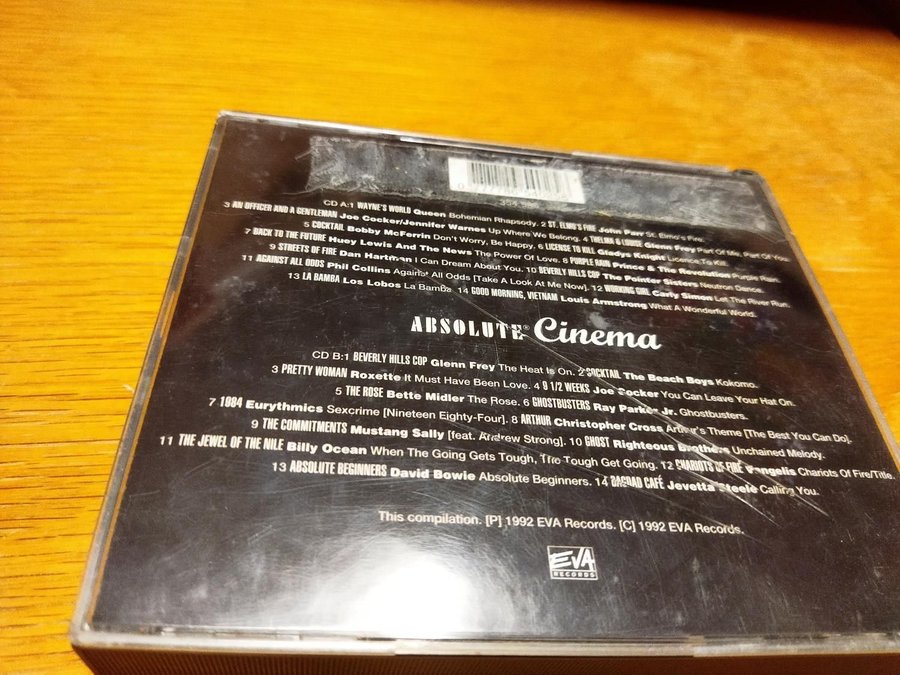 354 586
CD A:1 WAYNE'S WORLD Queen Bohemian Rhapsody. 2 ST. ELMO'S FIRE John Parr St. Elmo's Fire.
3 AN OFFICER AND A GENTLEMAN Joe Cocker/Jennifer Warnes Up Where We Belong. 4 THELMA & LOUISE Glenn Frey Part Of Me, Part Of You.
5 COCKTAIL Bobby McFerrin Don't Worry, Be Happy. 6 LICENSE TO KILL Gladys Knight Licence To Kill.
7 BACK TO THE FUTURE Huey Lewis And The News The Power Of Love. 8 PURPLE RAIN Prince & The Revolution Purple Rain.
9 STREETS OF FIRE Dan Hartman I Can Dream About You. 10 BEVERLY HILLS COP The Pointer Sisters Neutron Dance.
11 AGAINST ALL ODDS Phil Collins Against All Odds [Take A Look At Me Now]. 12 WORKING GIRL Carly Simon Let The River Run.
13 LA BAMBA Los Lobos La Bamba. 14 GOOD MORNING, VIETNAM Louis Armstrong What A Wonderful World.
ABSOLUTE® Cinema
CD B:1 BEVERLY HILLS COP Glenn Frey The Heat Is On. 2 COCKTAIL The Beach Boys Kokomo.
3 PRETTY WOMAN Roxette It Must Have Been Love. 4 9 1/2 WEEKS Joe Cocker You Can Leave Your Hat On.
5 THE ROSE Bette Midler The Rose. 6 GHOSTBUSTERS Ray Parker Jr. Ghostbusters.
7 1984 Eurythmics Sexcrime [Nineteen Eighty-Four]. 8 ARTHUR Christopher Cross Arthur's Theme [The Best You Can Do].
9 THE COMMITMENTS Mustang Sally [feat. Andrew Strong]. 10 GHOST Righteous Brothers Unchained Melody.
11 THE JEWEL OF THE NILE Billy Ocean When The Going Gets Tough, The Tough Get Going. 12 CHARIOTS OF FIRE Vangelis Chariots Of Fire/Title.
13 ABSOLUTE BEGINNERS David Bowie Absolute Beginners. 14 BAGDAD CAFÉ Jevetta Steele Calling You.
This compilation. [P] 1992 EVA Records. [C] 1992 EVA Records.
EVA
RECORDS